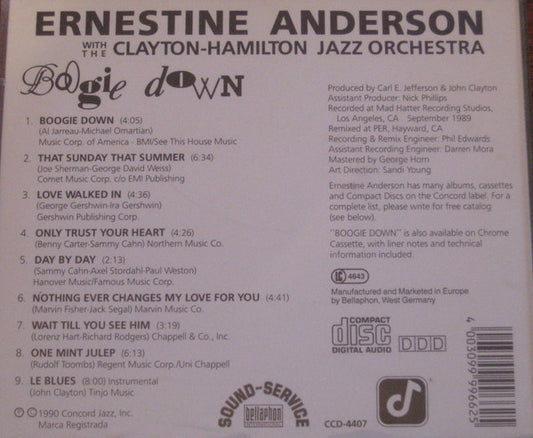 ERNESTINE ANDERSON
WITH THE CLAYTON-HAMILTON JAZZ ORCHESTRA
Boogie down
1. BOOGIE DOWN (4:05)
(Al Jarreau-Michael Omartian)
Music Corp. of America · BMI/See This House Music
2. THAT SUNDAY THAT SUMMER (6:34)
(Joe Sherman-George David Weiss)
Comet Music Corp. c/o EMI Publishing
3. LOVE WALKED IN (4:36)
(George Gershwin-Ira Gershwin)
Gershwin Publishing Corp.
4. ONLY TRUST YOUR HEART (4:26)
(Benny Carter-Sammy Cahn) Northern Music Co.
5. DAY BY DAY (2:13)
(Sammy Cahn-Axel Stordahl-Paul Weston)
Hanover Music/Famous Music Corp.
6. NOTHING EVER CHANGES MY LOVE FOR YOU (4:41)
(Marvin Fisher-Jack Segal) Marvin Music Co.
7. WAIT TILL YOU SEE HIM (3:19)
(Lorenz Hart-Richard Rodgers) Chappell & Co., Inc.
8. ONE MINT JULEP (6:13)
(Rudolf Toombs) Regent Music Corp./Uni Chappell
9. LE BLUES (8:00) Instrumental
(John Clayton) Tinjo Music
℗ © 1990 Concord Jazz, Inc.
Marca Registrada
Produced by Carl E. Jefferson & John Clayton
Assistant Producer: Nick Phillips
Recorded at Mad Hatter Recording Studios,
Los Angeles, CA September 1989
Remixed at PER, Hayward, CA
Recording & Remix Engineer: Phil Edwards
Assistant Recording Engineer: Darren Mora
Mastered by George Horn
Art Direction: Sandi Young
Ernestine Anderson has many albums, cassettes
and Compact Discs on the Concord label. For a
complete list, please write for free catalog
(see below).
"BOOGIE DOWN" is also available on Chrome
Cassette, with liner notes and technical
information included.
LC 4643
Manufactured and Marketed in Europe
by Bellaphon, West Germany
COMPACT
disc
DIGITAL AUDIO
DDD
SOUND-SERVICE
bellaphon
CCD-4407
4 003099 996625